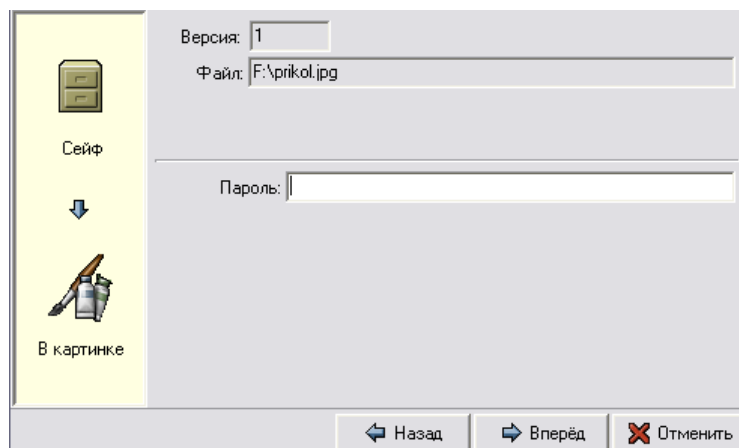 Версия: 1
Файл: F:\prikol.jpg
Сейф
Пароль:
В картинке
Назад Вперёд Отменить